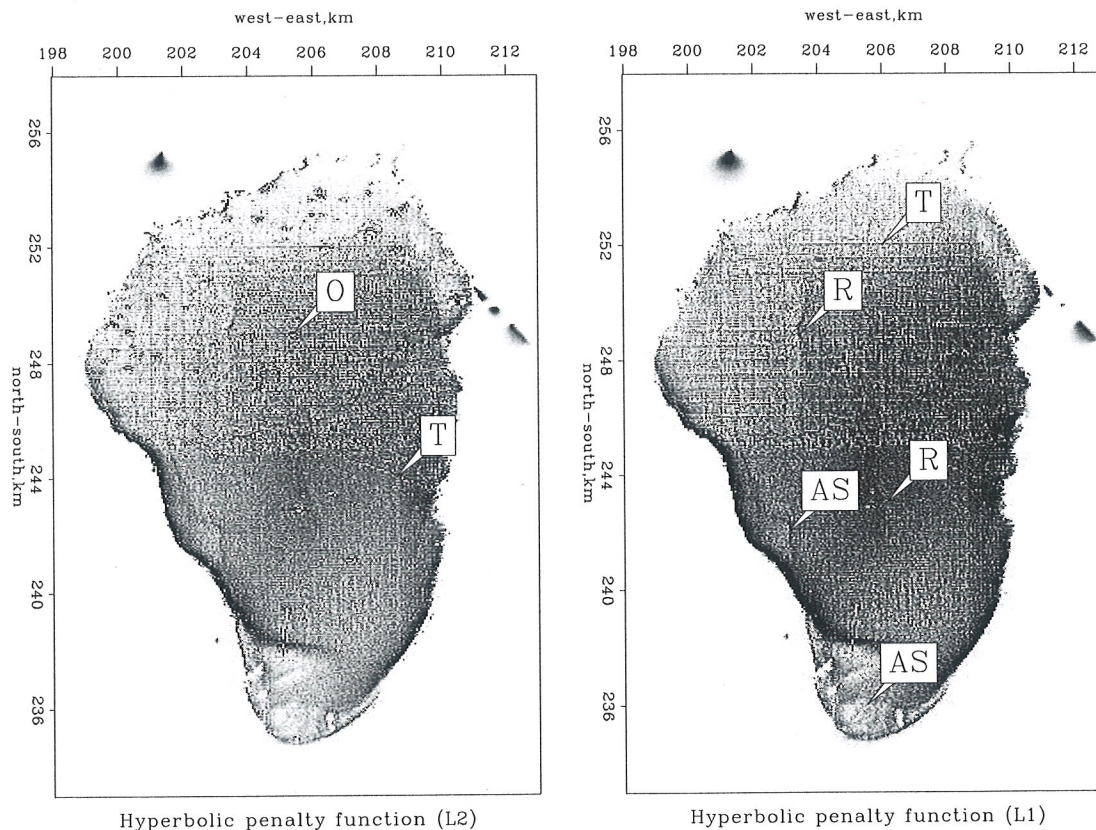 west-east,km
198 200 202 204 206 208 210 212
256
252
248
244
240
236
north-south,km
O
T
Hyperbolic penalty function (L2)
west-east,km
198 200 202 204 206 208 210 212
256
252
248
244
240
236
north-south,km
T
R
R
AS
AS
Hyperbolic penalty function (L1)